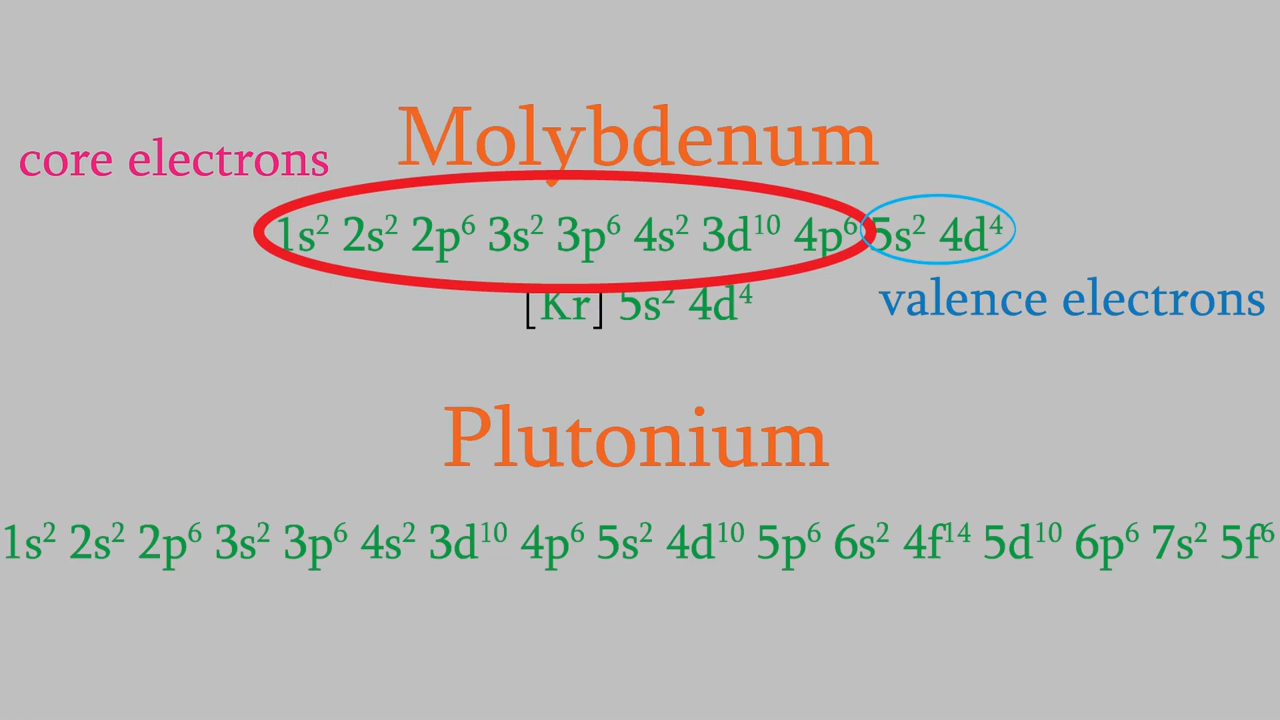 Molybdenum
core electrons
1s² 2s² 2p⁶ 3s² 3p⁶ 4s² 3d¹⁰ 4p⁶ 5s² 4d⁴
[Kr] 5s² 4d⁴
valence electrons
Plutonium
1s² 2s² 2p⁶ 3s² 3p⁶ 4s² 3d¹⁰ 4p⁶ 5s² 4d¹⁰ 5p⁶ 6s² 4f¹⁴ 5d¹⁰ 6p⁶ 7s² 5f⁶